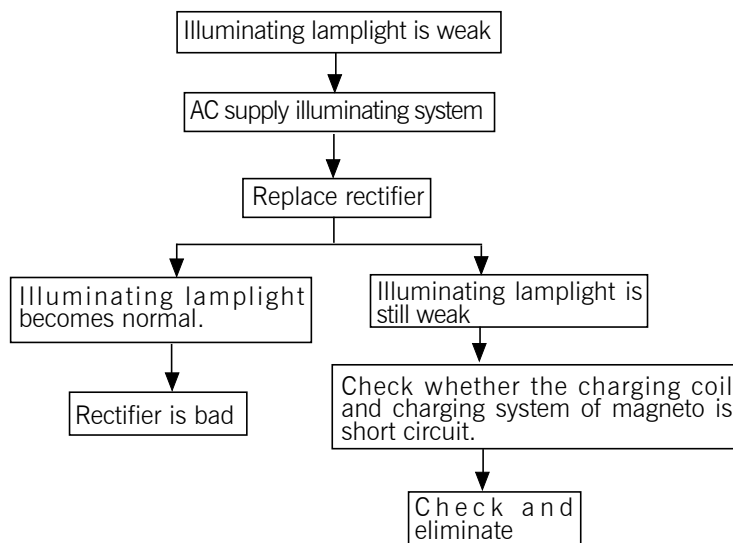 Illuminating lamplight is weak
AC supply illuminating system
Replace rectifier
Illuminating lamplight
becomes normal.
Illuminating lamplight is
still weak
Rectifier is bad
Check whether the charging coil
and charging system of magneto is
short circuit.
Check and
eliminate